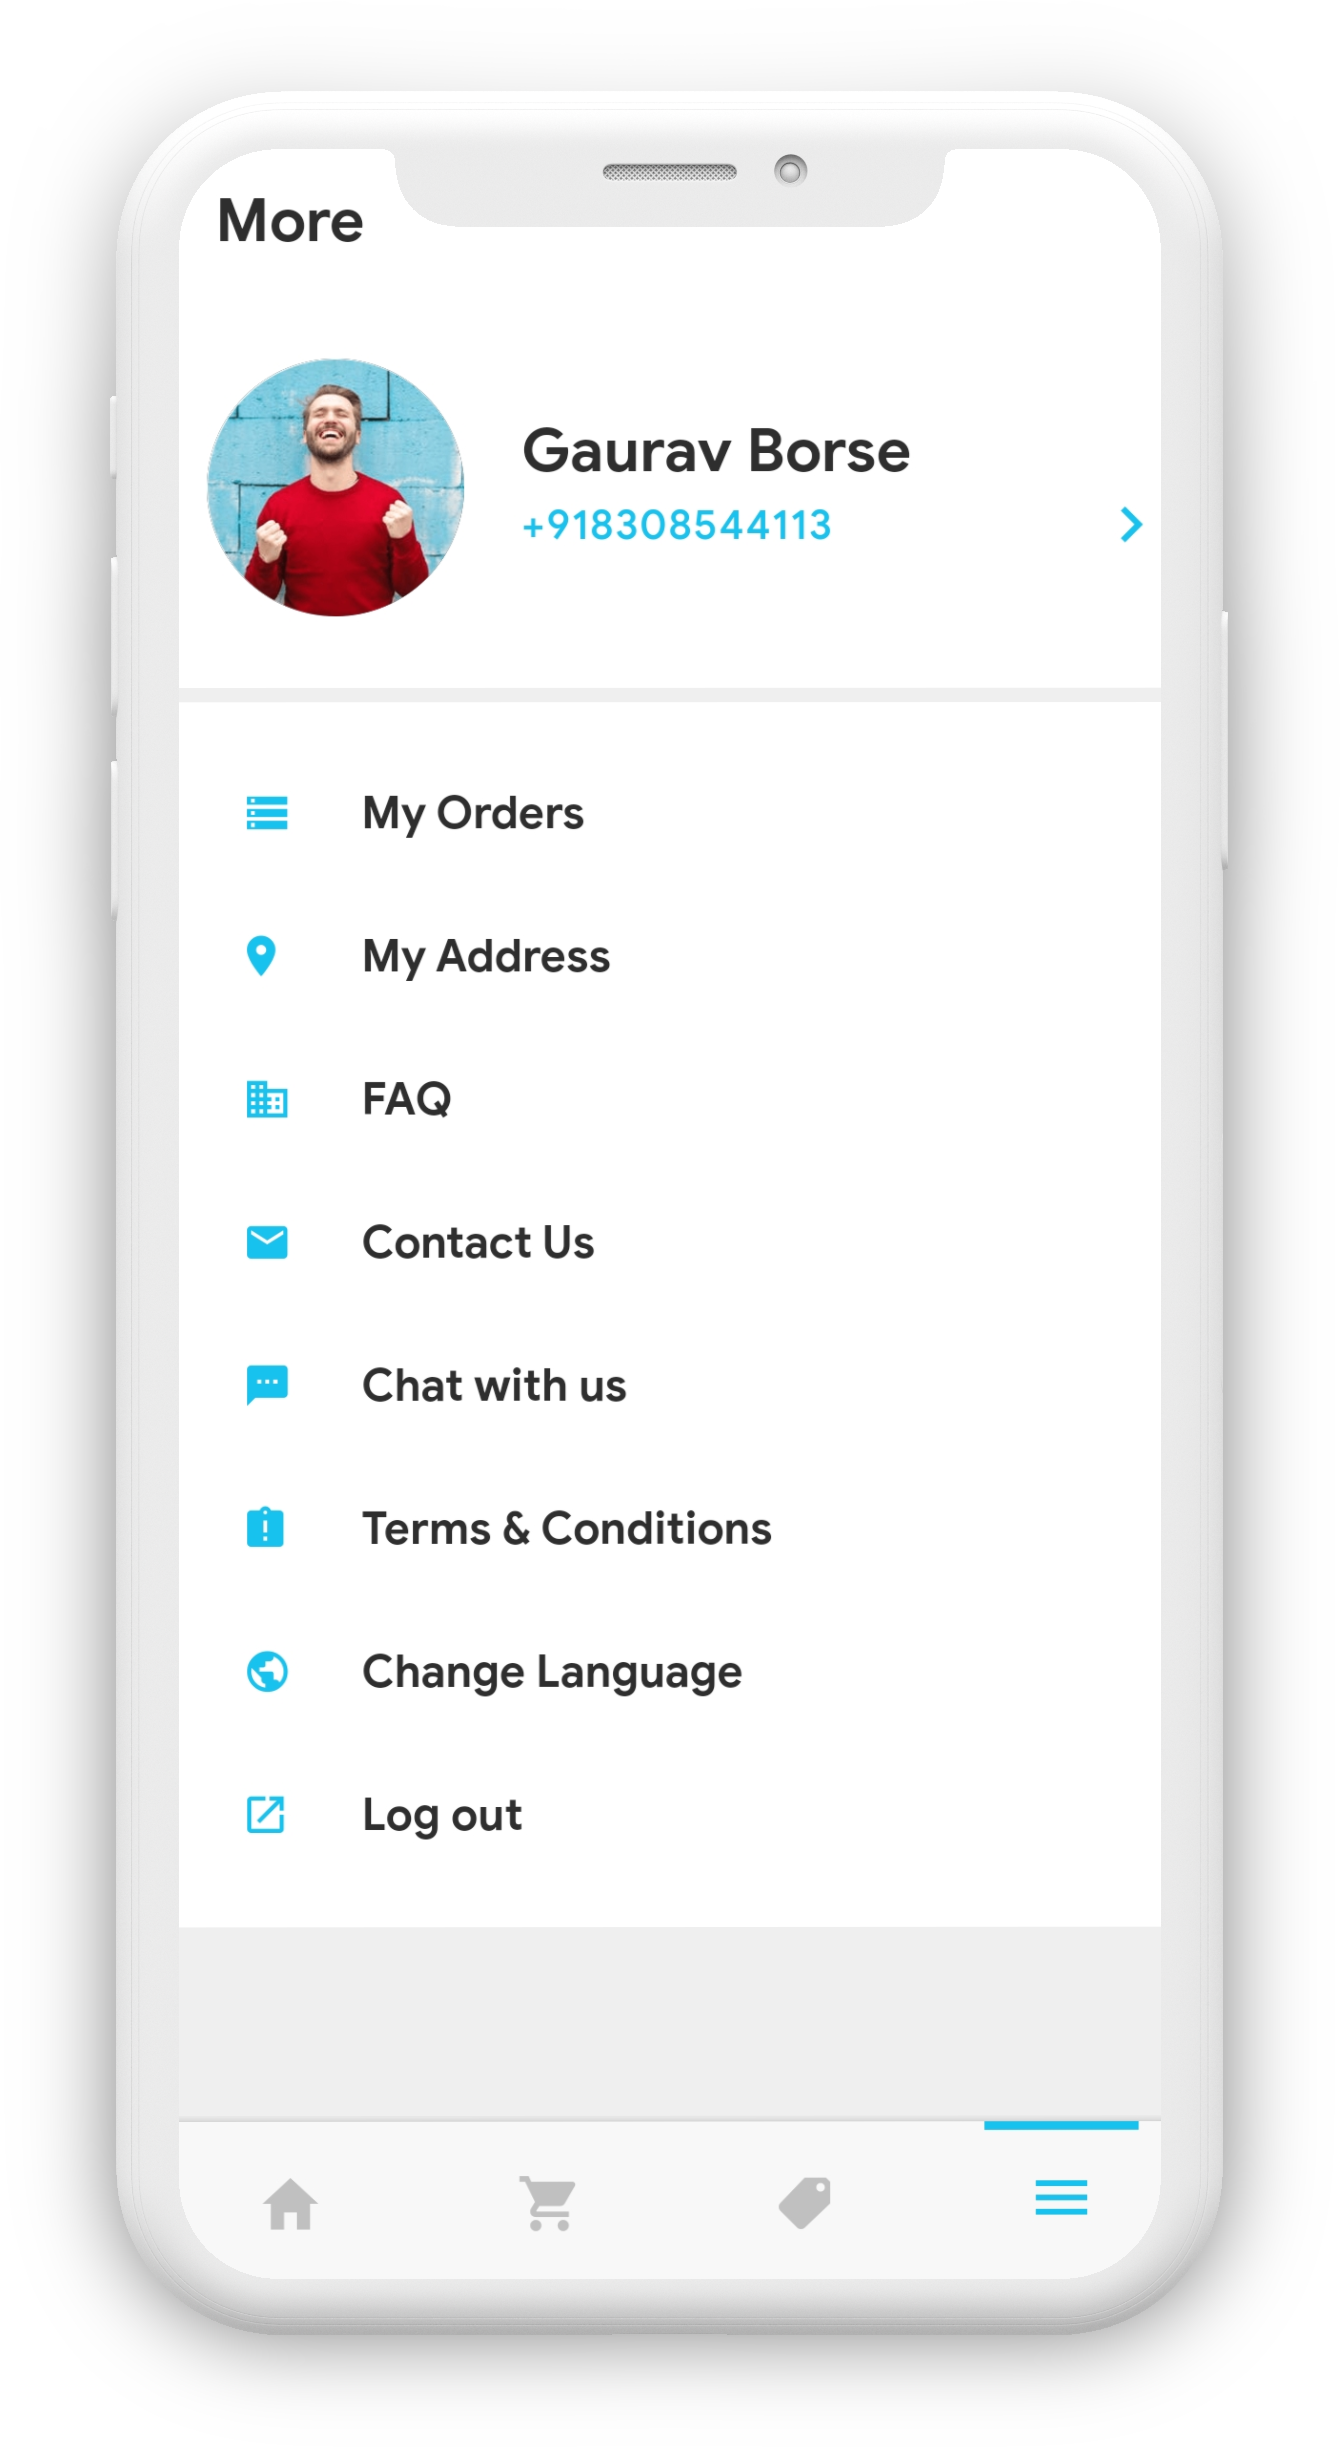 More
Gaurav Borse
+918308544113
My Orders
My Address
FAQ
Contact Us
Chat with us
Terms & Conditions
Change Language
Log out